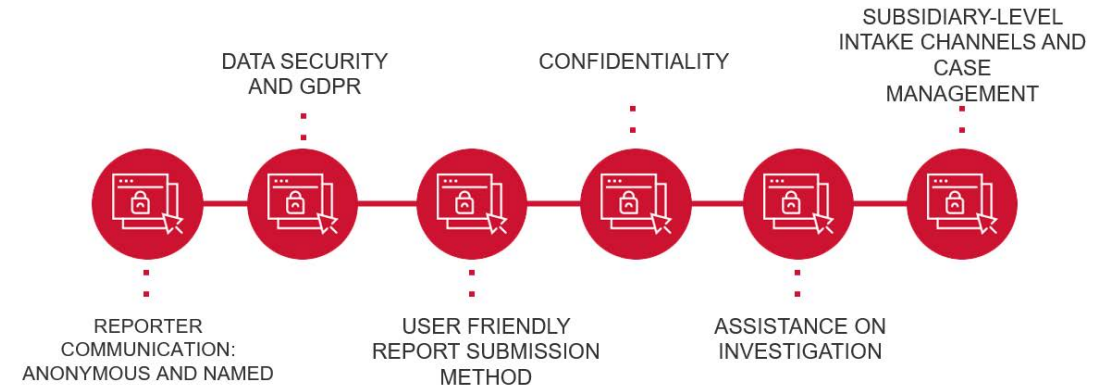 SUBSIDIARY-LEVEL
INTAKE CHANNELS AND
CASE
MANAGEMENT
DATA SECURITY
AND GDPR
CONFIDENTIALITY
REPORTER
COMMUNICATION:
ANONYMOUS AND NAMED
USER FRIENDLY
REPORT SUBMISSION
METHOD
ASSISTANCE ON
INVESTIGATION